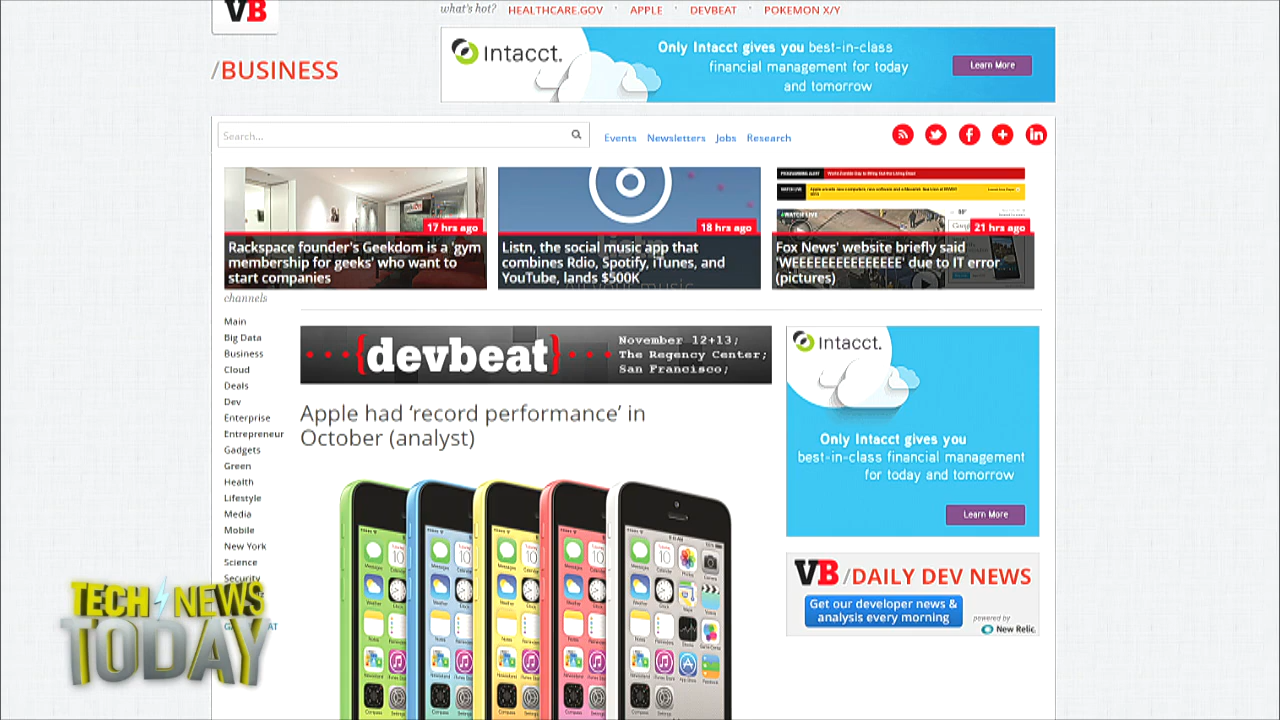 VB
what's hot? HEALTHCARE.GOV · APPLE · DEVBEAT · POKEMON X/Y
/BUSINESS
Intacct.
Only Intacct gives you best-in-class
financial management for today
and tomorrow
Learn More
Search...
Events Newsletters Jobs Research
17 hrs ago
Rackspace founder's Geekdom is a 'gym
membership for geeks' who want to
start companies
18 hrs ago
Listn, the social music app that
combines Rdio, Spotify, iTunes, and
YouTube, lands $500K
WATCH LIVE
21 hrs ago
Fox News' website briefly said
'WEEEEEEEEEEEEEEE' due to IT error
(pictures)
channels
Main
Big Data
Business
Cloud
Deals
Dev
Enterprise
Entrepreneur
Gadgets
Green
Health
Lifestyle
Media
Mobile
New York
Science
Security
{devbeat}
November 12+13;
The Regency Center;
San Francisco;
Apple had ‘record performance’ in
October (analyst)
Intacct.
Only Intacct gives you
best-in-class financial management
for today and tomorrow
Learn More
VB/DAILY DEV NEWS
Get our developer news &
analysis every morning
powered by
New Relic
TECH NEWS
TODAY